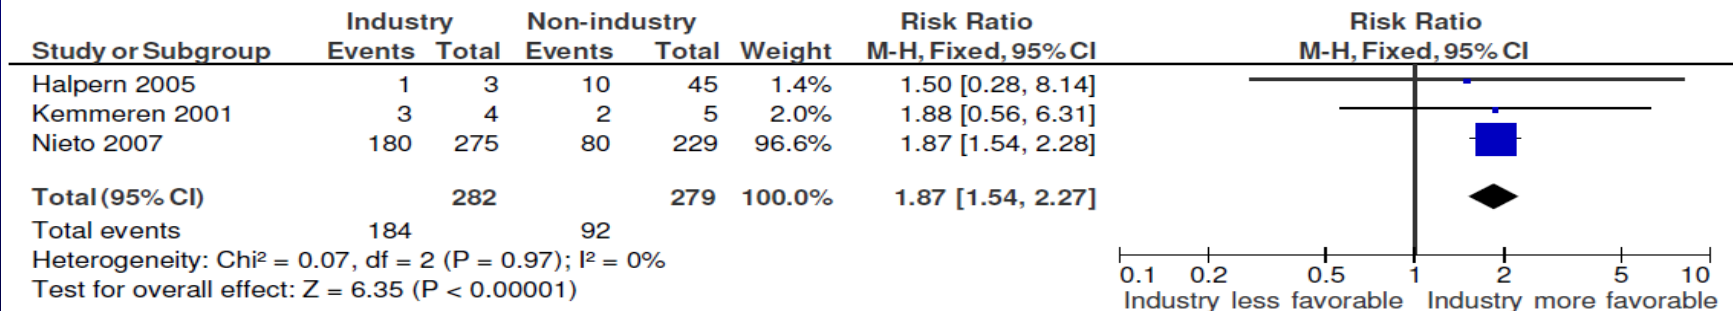 Industry Non-industry Risk Ratio Risk Ratio
Study or Subgroup Events Total Events Total Weight M-H, Fixed, 95% CI M-H, Fixed, 95% CI
Halpern 2005 1 3 10 45 1.4% 1.50 [0.28, 8.14]
Kemmeren 2001 3 4 2 5 2.0% 1.88 [0.56, 6.31]
Nieto 2007 180 275 80 229 96.6% 1.87 [1.54, 2.28]
Total (95% CI) 282 279 100.0% 1.87 [1.54, 2.27]
Total events 184 92
Heterogeneity: Chi² = 0.07, df = 2 (P = 0.97); I² = 0%
Test for overall effect: Z = 6.35 (P < 0.00001)
0.1 0.2 0.5 1 2 5 10
Industry less favorable Industry more favorable